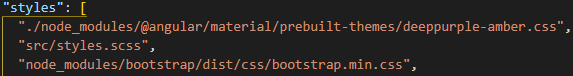 "styles": [
"./node_modules/@angular/material/prebuilt-themes/deeppurple-amber.css",
"src/styles.scss",
"node_modules/bootstrap/dist/css/bootstrap.min.css",